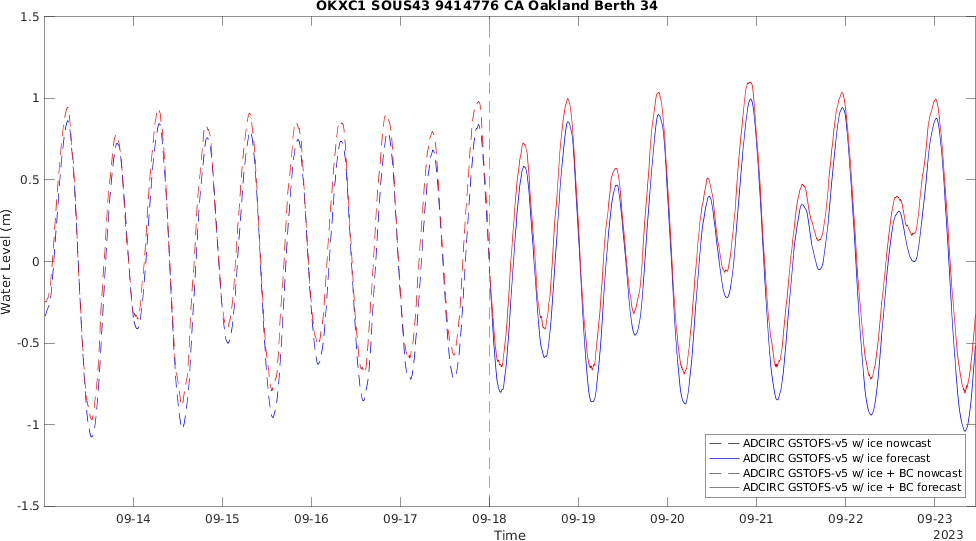 OKXC1 SOUS43 9414776 CA Oakland Berth 34
1.5
1
0.5
0
-0.5
-1
-1.5
Water Level (m)
09-14 09-15 09-16 09-17 09-18 09-19 09-20 09-21 09-22 09-23
2023
Time
ADCIRC GSTOFS-v5 w/ ice nowcast
ADCIRC GSTOFS-v5 w/ ice forecast
ADCIRC GSTOFS-v5 w/ ice + BC nowcast
ADCIRC GSTOFS-v5 w/ ice + BC forecast